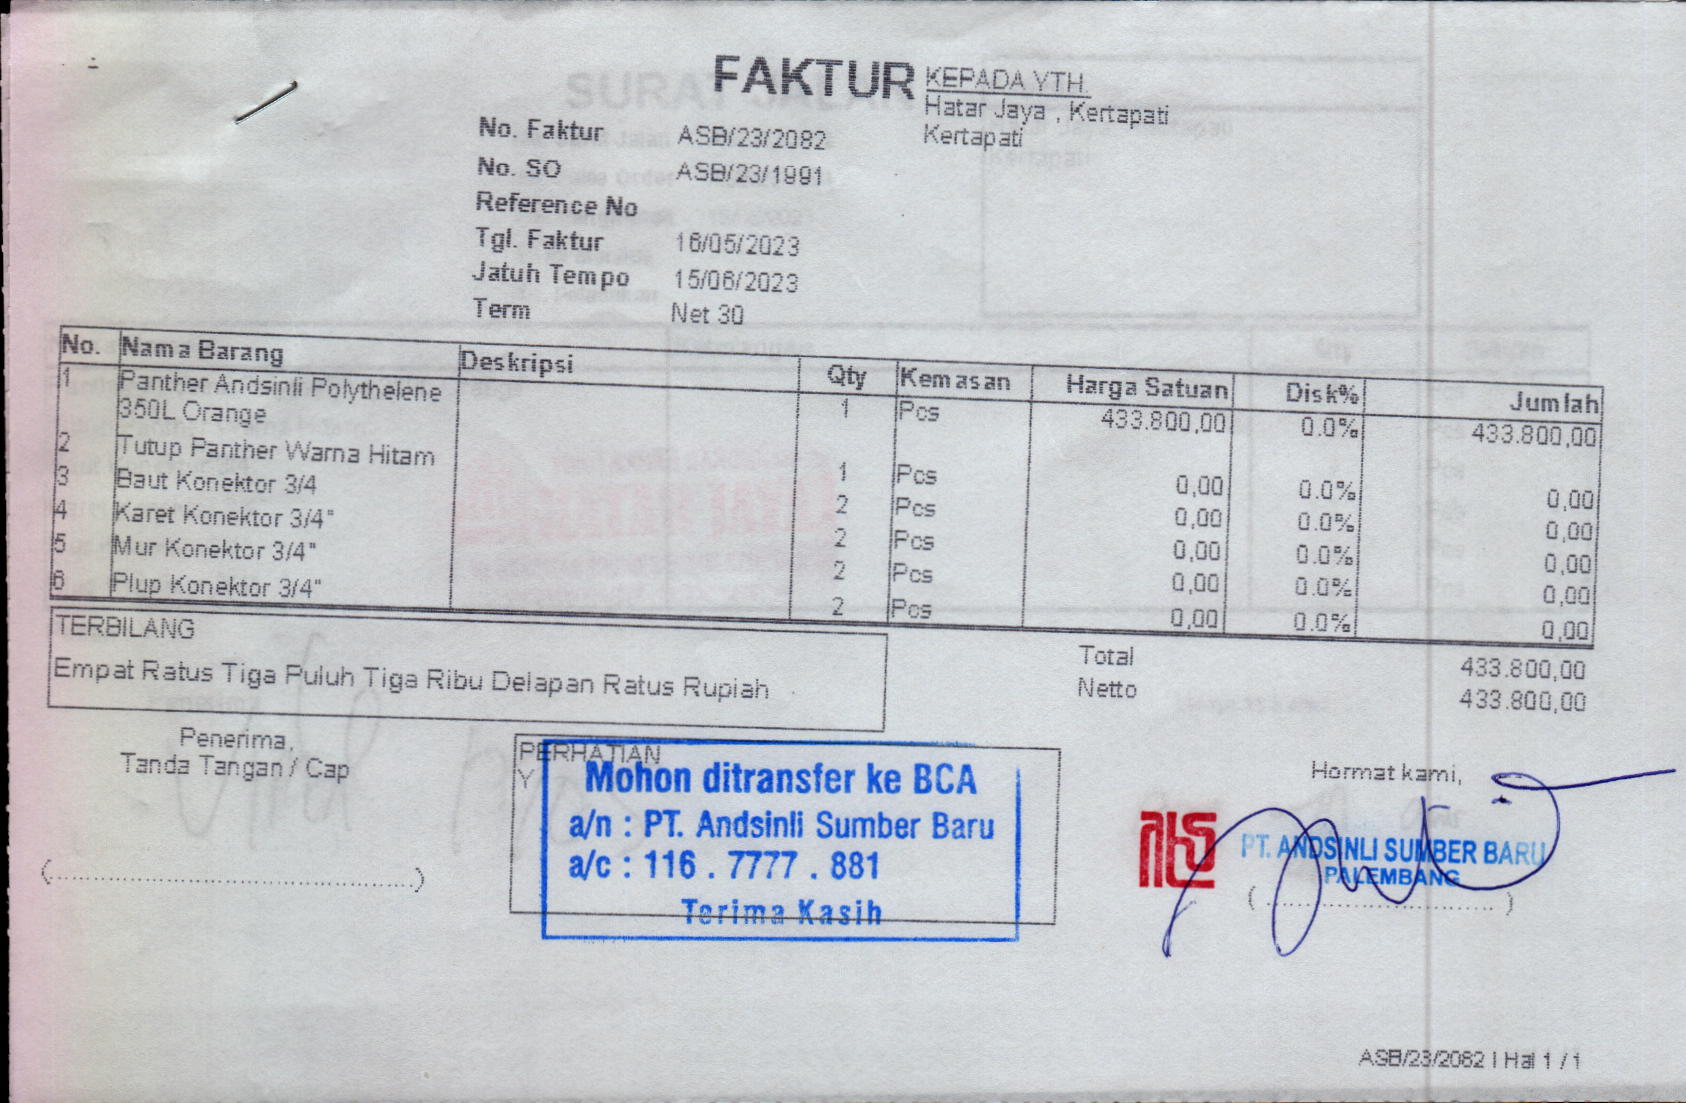 FAKTUR
KEPADA YTH.
Hatar Jaya , Kertapati
Kertapati
No. Faktur ASB/23/2082
No. SO ASB/23/1991
Reference No
Tgl. Faktur 16/05/2023
Jatuh Tempo 15/06/2023
Term Net 30
No. Nama Barang Deskripsi Qty Kemasan Harga Satuan Disk% Jumlah
1 Panther Andsinli Polythelene 1 Pcs 433.800,00 0.0% 433.800,00
350L Orange
2 Tutup Panther Warna Hitam 1 Pcs 0,00 0.0% 0,00
3 Baut Konektor 3/4 2 Pcs 0,00 0.0% 0,00
4 Karet Konektor 3/4" 2 Pcs 0,00 0.0% 0,00
5 Mur Konektor 3/4" 2 Pcs 0,00 0.0% 0,00
6 Plup Konektor 3/4" 2 Pcs 0,00 0.0% 0,00
TERBILANG
Empat Ratus Tiga Puluh Tiga Ribu Delapan Ratus Rupiah
Total 433.800,00
Netto 433.800,00
Penerima,
Tanda Tangan / Cap
(....................)
PERHATIAN
Y
Mohon ditransfer ke BCA
a/n : PT. Andsinli Sumber Baru
a/c : 116 . 7777 . 881
Terima Kasih
Hormat kami,
PT. ANDSINLI SUMBER BARU
PALEMBANG
(....................)
ASB/23/2082 | Hal 1 / 1